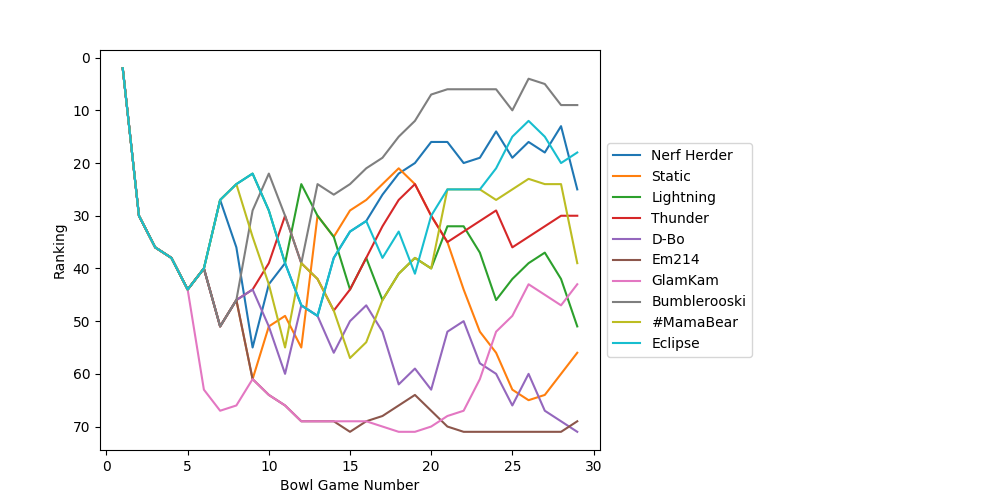 0
10
20
30
40
50
60
70
Ranking
0 5 10 15 20 25 30
Bowl Game Number
Nerf Herder
Static
Lightning
Thunder
D-Bo
Em214
GlamKam
Bumblerooski
#MamaBear
Eclipse